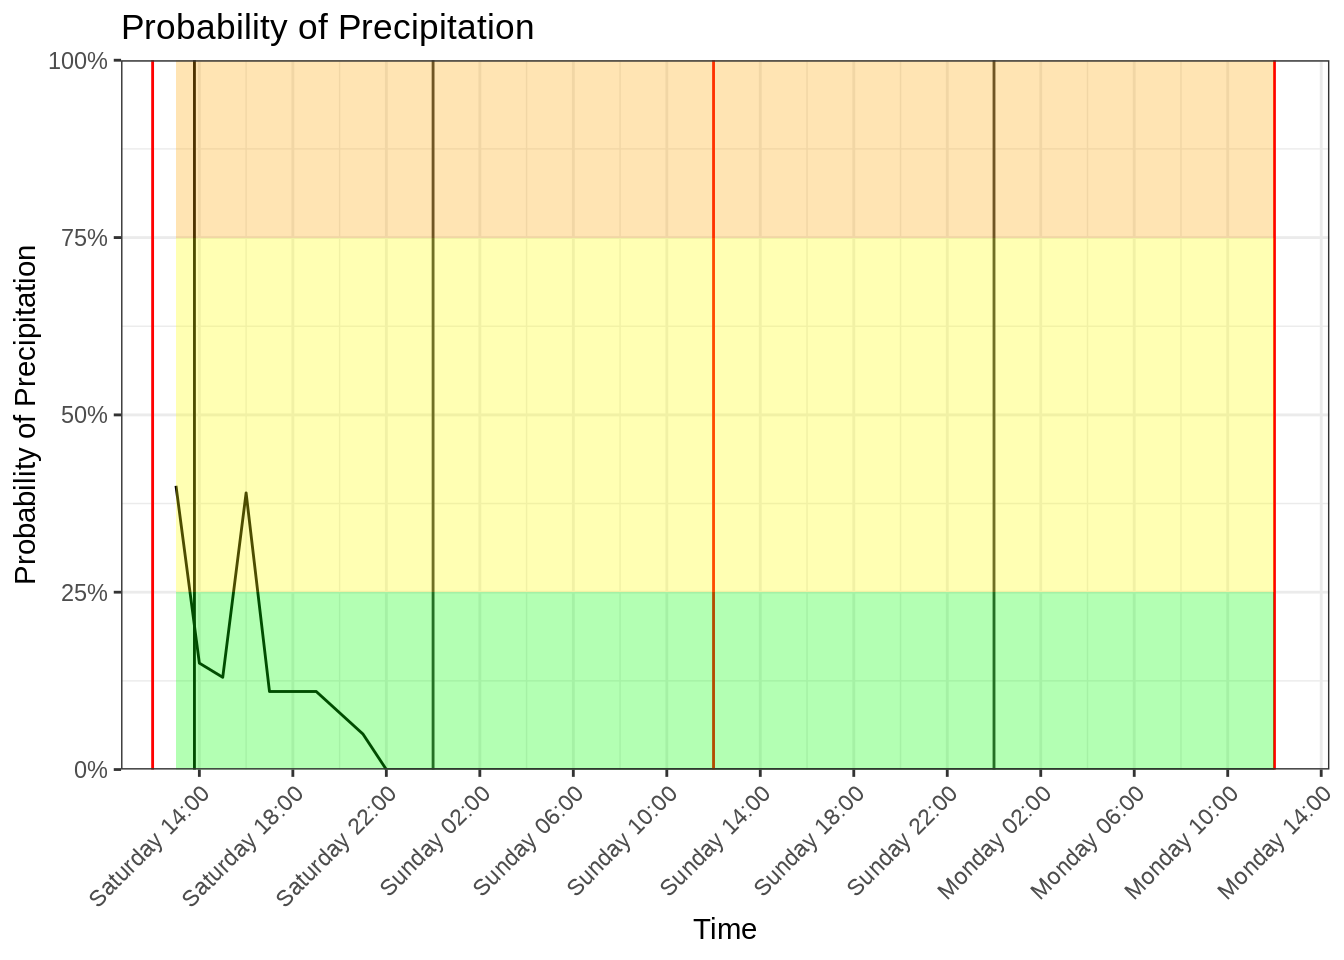 Probability of Precipitation
100%
75%
50%
25%
0%
Probability of Precipitation
Saturday 14:00
Saturday 18:00
Saturday 22:00
Sunday 02:00
Sunday 06:00
Sunday 10:00
Sunday 14:00
Sunday 18:00
Sunday 22:00
Monday 02:00
Monday 06:00
Monday 10:00
Monday 14:00
Time